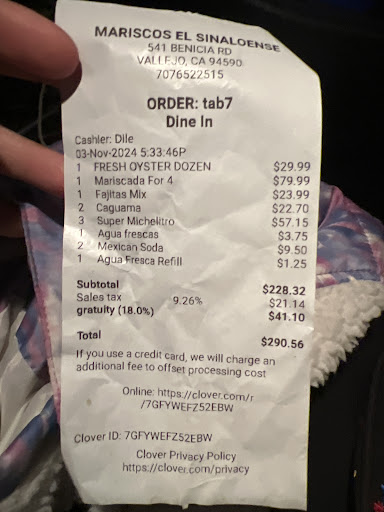 MARISCOS EL SINALOENSE
541 BENICIA RD
VALLEJO, CA 94590
7076522515
ORDER: tab7
Dine In
Cashier: Dile
03-Nov-2024 5:33:46P
1 FRESH OYSTER DOZEN $29.99
1 Mariscada For 4 $79.99
1 Fajitas Mix $23.99
2 Caguama $22.70
3 Super Michelitro $57.15
1 Agua frescas $3.75
2 Mexican Soda $9.50
1 Agua Fresca Refill $1.25
Subtotal $228.32
Sales tax 9.26% $21.14
gratuity (18.0%) $41.10
Total $290.56
If you use a credit card, we will charge an
additional fee to offset processing cost
Online: https://clover.com/r
/7GFYWEFZ52EBW
Clover ID: 7GFYWEFZ52EBW
Clover Privacy Policy
https://clover.com/privacy